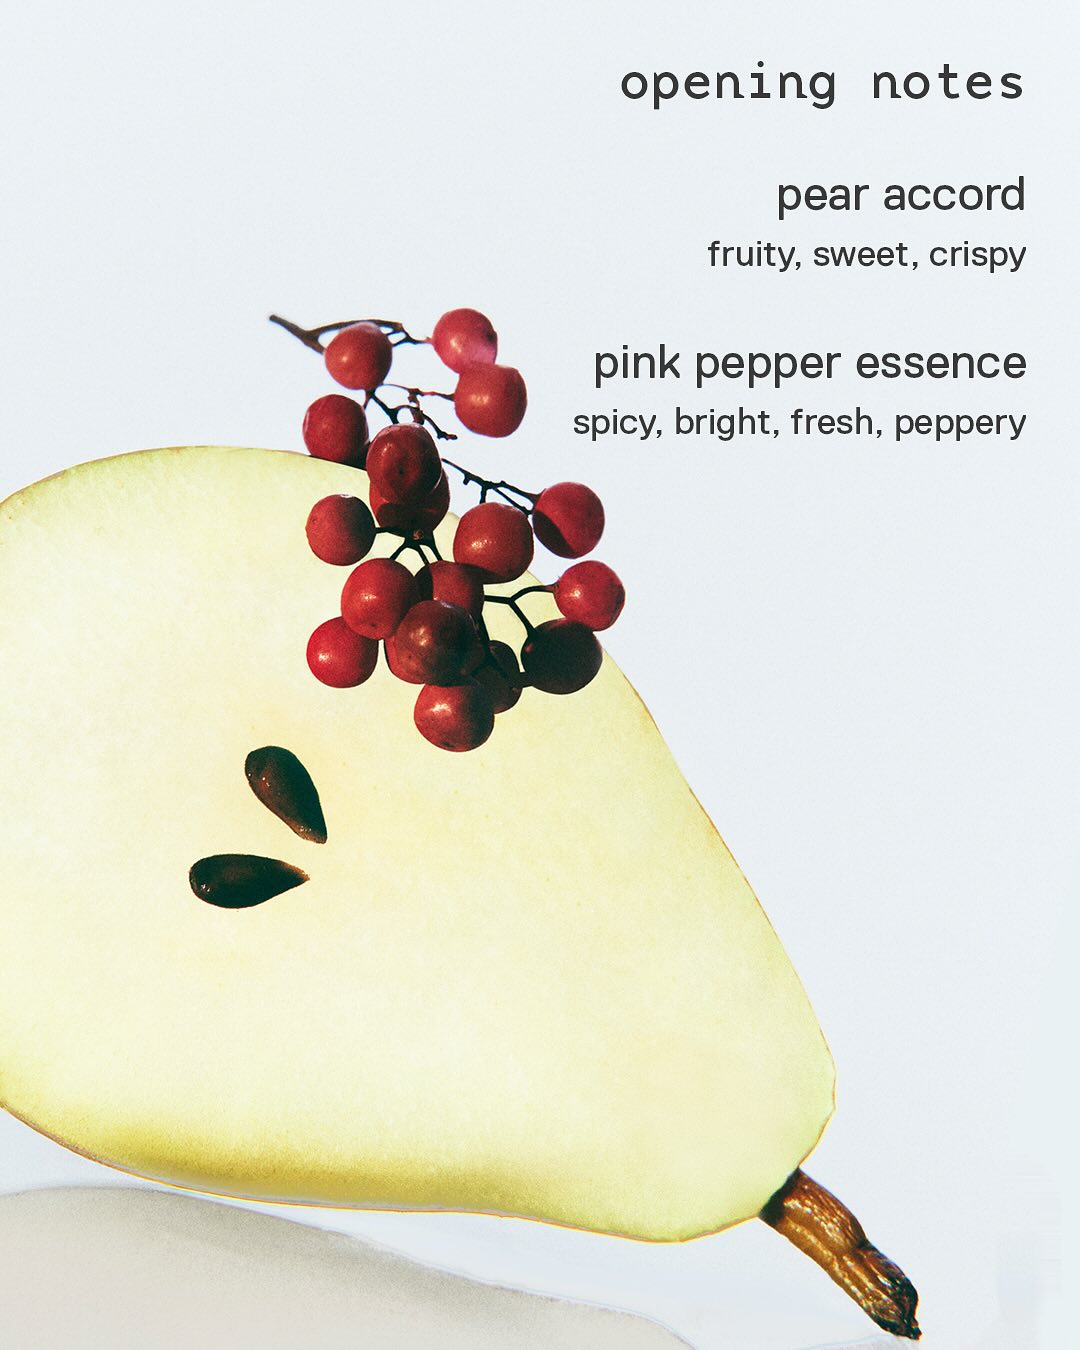 opening notes
pear accord
fruity, sweet, crispy
pink pepper essence
spicy, bright, fresh, peppery